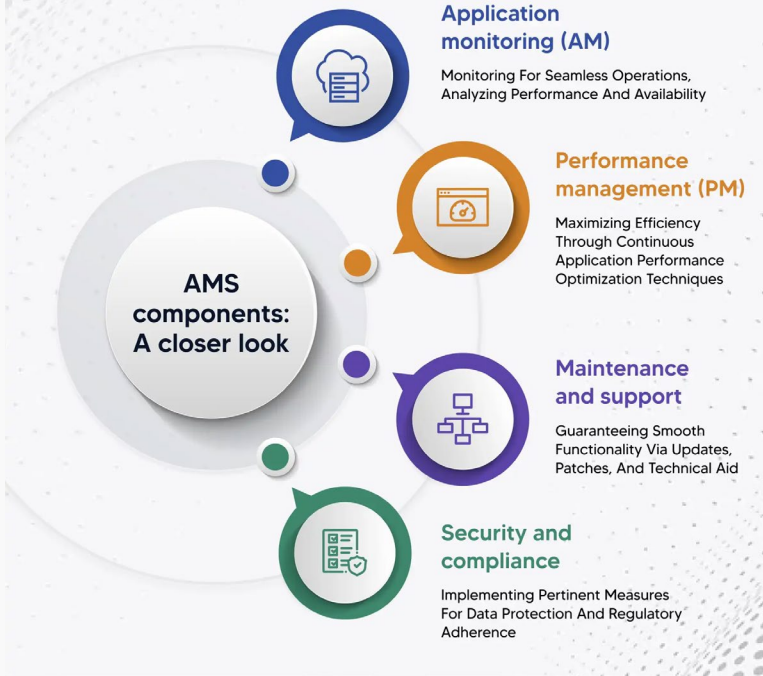 Application
monitoring (AM)
Monitoring For Seamless Operations,
Analyzing Performance And Availability
Performance
management (PM)
Maximizing Efficiency
Through Continuous
Application Performance
Optimization Techniques
AMS
components:
A closer look
Maintenance
and support
Guaranteeing Smooth
Functionality Via Updates,
Patches, And Technical Aid
Security and
compliance
Implementing Pertinent Measures
For Data Protection And Regulatory
Adherence